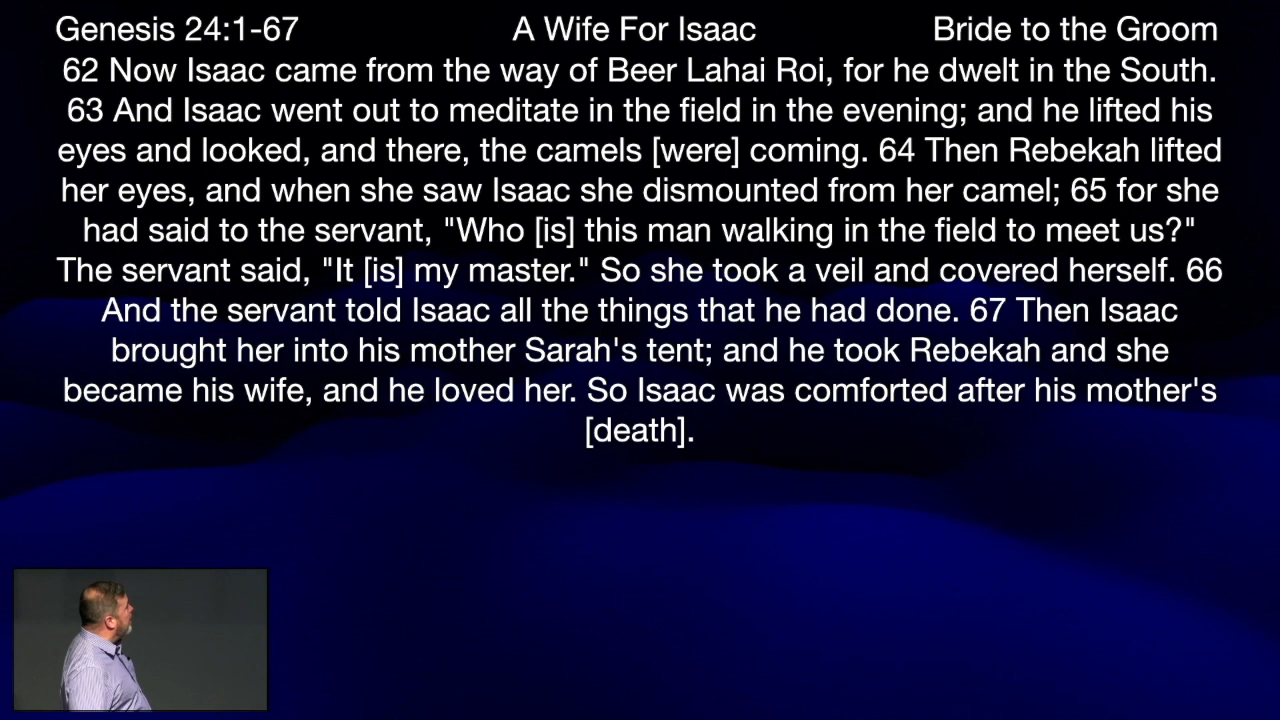 Genesis 24:1-67 A Wife For Isaac Bride to the Groom
62 Now Isaac came from the way of Beer Lahai Roi, for he dwelt in the South.
63 And Isaac went out to meditate in the field in the evening; and he lifted his
eyes and looked, and there, the camels [were] coming. 64 Then Rebekah lifted
her eyes, and when she saw Isaac she dismounted from her camel; 65 for she
had said to the servant, "Who [is] this man walking in the field to meet us?"
The servant said, "It [is] my master." So she took a veil and covered herself. 66
And the servant told Isaac all the things that he had done. 67 Then Isaac
brought her into his mother Sarah's tent; and he took Rebekah and she
became his wife, and he loved her. So Isaac was comforted after his mother's
[death].